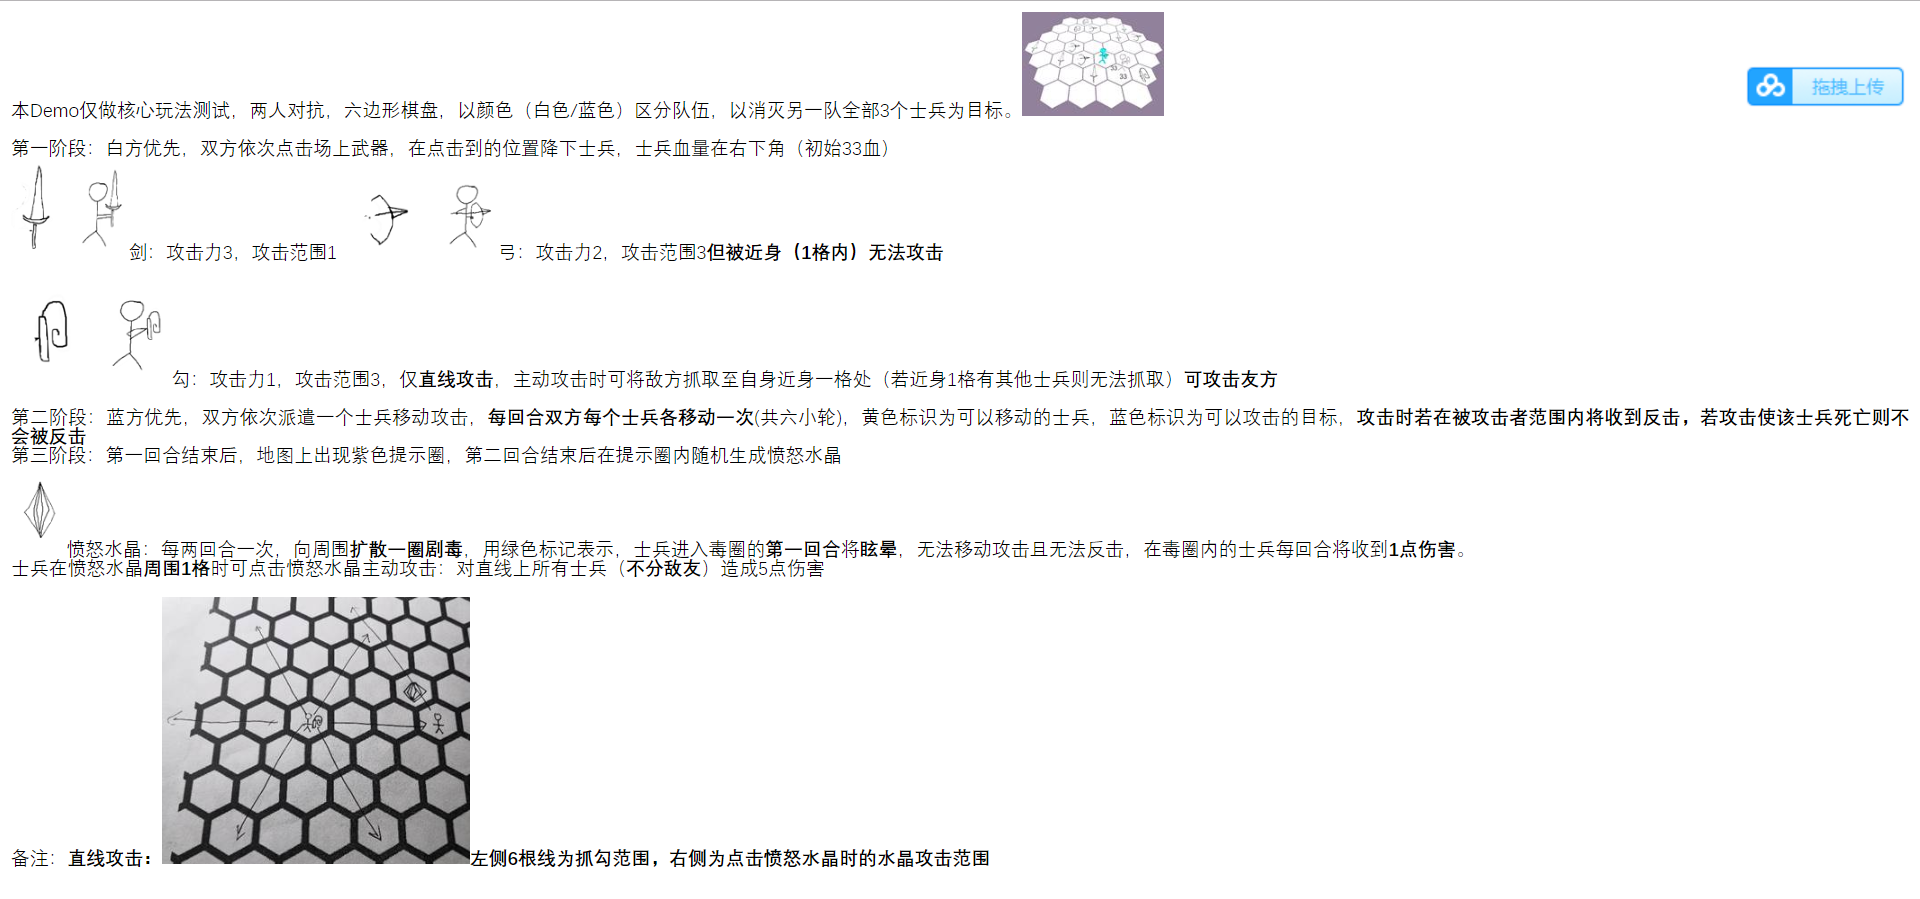 本Demo仅做核心玩法测试，两人对抗，六边形棋盘，以颜色（白色/蓝色）区分队伍，以消灭另一队全部3个士兵为目标。
33
33
拖拽上传
第一阶段：白方优先，双方依次点击场上武器，在点击到的位置降下士兵，士兵血量在右下角（初始33血）
剑：攻击力3，攻击范围1
弓：攻击力2，攻击范围3但被近身（1格内）无法攻击
勾：攻击力1，攻击范围3，仅直线攻击，主动攻击时可将敌方抓取至自身近身一格处（若近身1格有其他士兵则无法抓取）可攻击友方
第二阶段：蓝方优先，双方依次派遣一个士兵移动攻击，每回合双方每个士兵各移动一次(共六小轮)，黄色标识为可以移动的士兵，蓝色标识为可以攻击的目标，攻击时若在被攻击者范围内将收到反击，若攻击使该士兵死亡则不
会被反击
第三阶段：第一回合结束后，地图上出现紫色提示圈，第二回合结束后在提示圈内随机生成愤怒水晶
愤怒水晶：每两回合一次，向周围扩散一圈剧毒，用绿色标记表示，士兵进入毒圈的第一回合将眩晕，无法移动攻击且无法反击，在毒圈内的士兵每回合将收到1点伤害。
士兵在愤怒水晶周围1格时可点击愤怒水晶主动攻击：对直线上所有士兵（不分敌友）造成5点伤害
备注：直线攻击：左侧6根线为抓勾范围，右侧为点击愤怒水晶时的水晶攻击范围